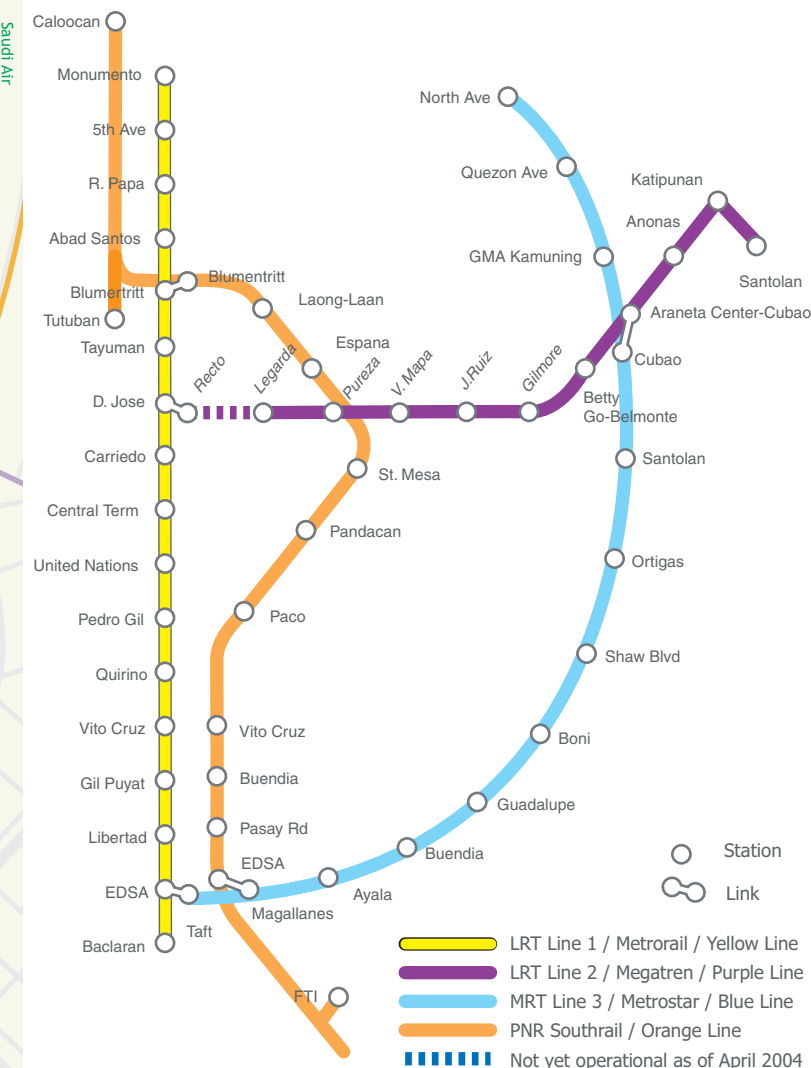 Saudi Air
Caloocan
Monumento
5th Ave
R. Papa
Abad Santos
Blumertritt
Blumentritt
Tutuban
Tayuman
D. Jose
Carriedo
Central Term
United Nations
Pedro Gil
Quirino
Vito Cruz
Gil Puyat
Libertad
EDSA
Baclaran
Laong-Laan
Espana
Recto
Legarda
Pureza
V. Mapa
J.Ruiz
Gilmore
Betty
Go-Belmonte
St. Mesa
Pandacan
Paco
Vito Cruz
Buendia
Pasay Rd
EDSA
Magallanes
Taft
FTI
North Ave
Quezon Ave
GMA Kamuning
Katipunan
Anonas
Santolan
Araneta Center-Cubao
Cubao
Santolan
Ortigas
Shaw Blvd
Boni
Guadalupe
Buendia
Ayala
Station
Link
LRT Line 1 / Metrorail / Yellow Line
LRT Line 2 / Megatren / Purple Line
MRT Line 3 / Metrostar / Blue Line
PNR Southrail / Orange Line
Not yet operational as of April 2004